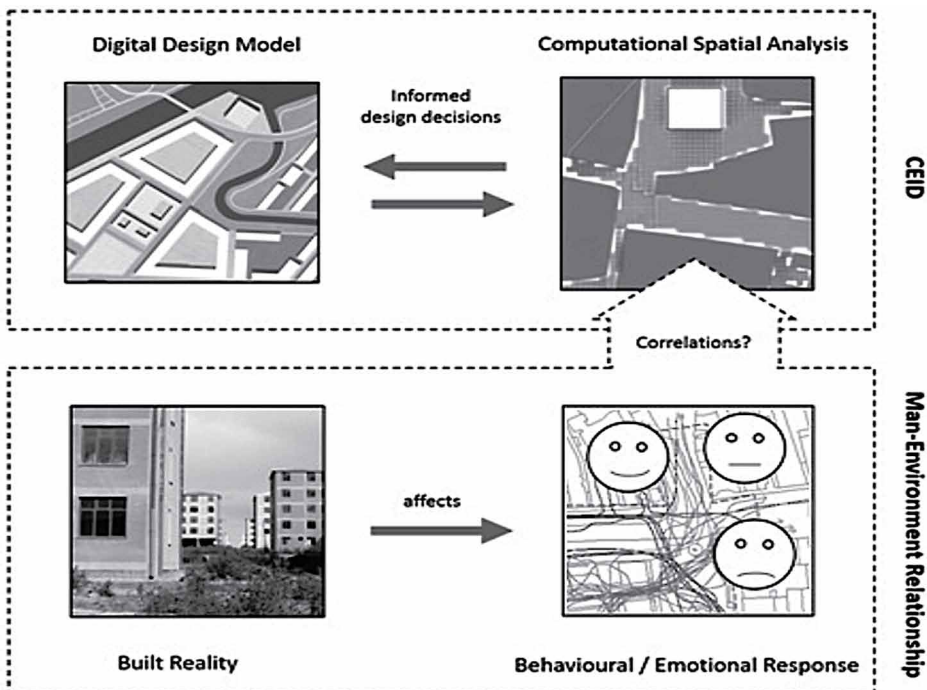 Digital Design Model
Computational Spatial Analysis
Informed
design decisions
CEID
Correlations?
affects
Man-Environment Relationship
Built Reality
Behavioural / Emotional Response